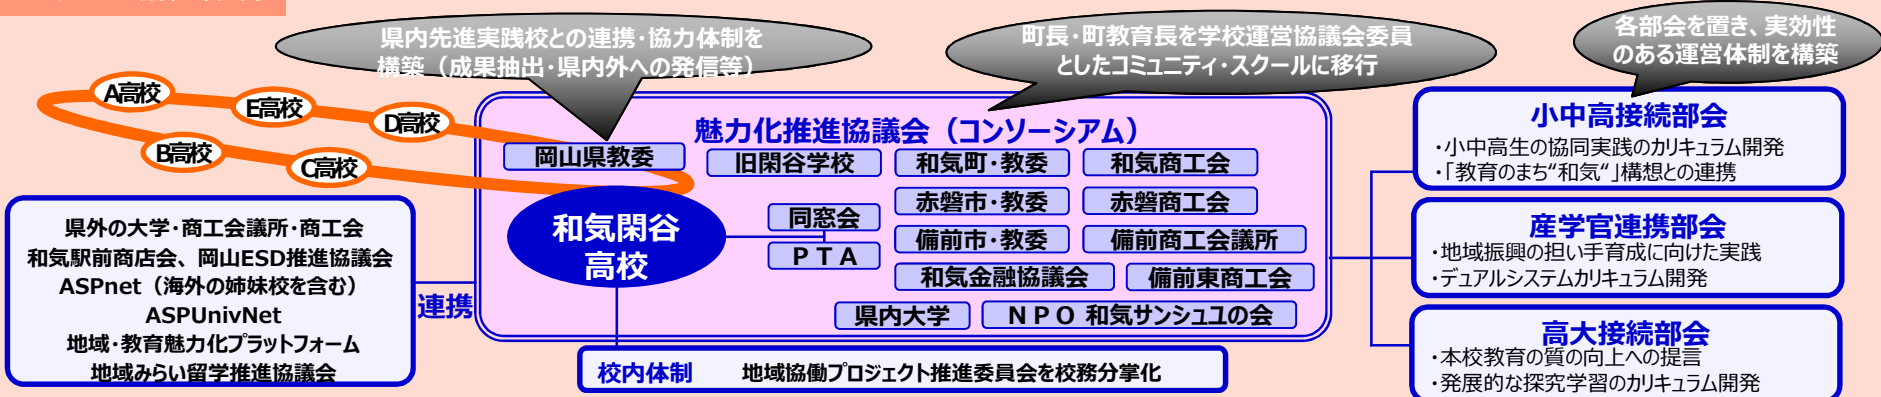 県内先進実践校との連携・協力体制を
構築（成果抽出・県内外への発信等）
町長・町教育長を学校運営協議会委員
としたコミュニティ・スクールに移行
各部会を置き、実効性
のある運営体制を構築
A高校
E高校
D高校
B高校
C高校
魅力化推進協議会（コンソーシアム）
岡山県教委
旧閑谷学校
和気町・教委
和気商工会
赤磐市・教委
赤磐商工会
同窓会
備前市・教委
備前商工会議所
PTA
和気金融協議会
備前東商工会
県内大学
NPO 和気サンシュユの会
和気閑谷
高校
県外の大学・商工会議所・商工会
和気駅前商店会、岡山ESD推進協議会
ASPnet（海外の姉妹校を含む）
ASPUnivNet
地域・教育魅力化プラットフォーム
地域みらい留学推進協議会
連携
校内体制 地域協働プロジェクト推進委員会を校務分掌化
小中高接続部会
・小中高生の協同実践のカリキュラム開発
・「教育のまち“和気“」構想との連携
産学官連携部会
・地域振興の担い手育成に向けた実践
・デュアルシステムカリキュラム開発
高大接続部会
・本校教育の質の向上への提言
・発展的な探究学習のカリキュラム開発